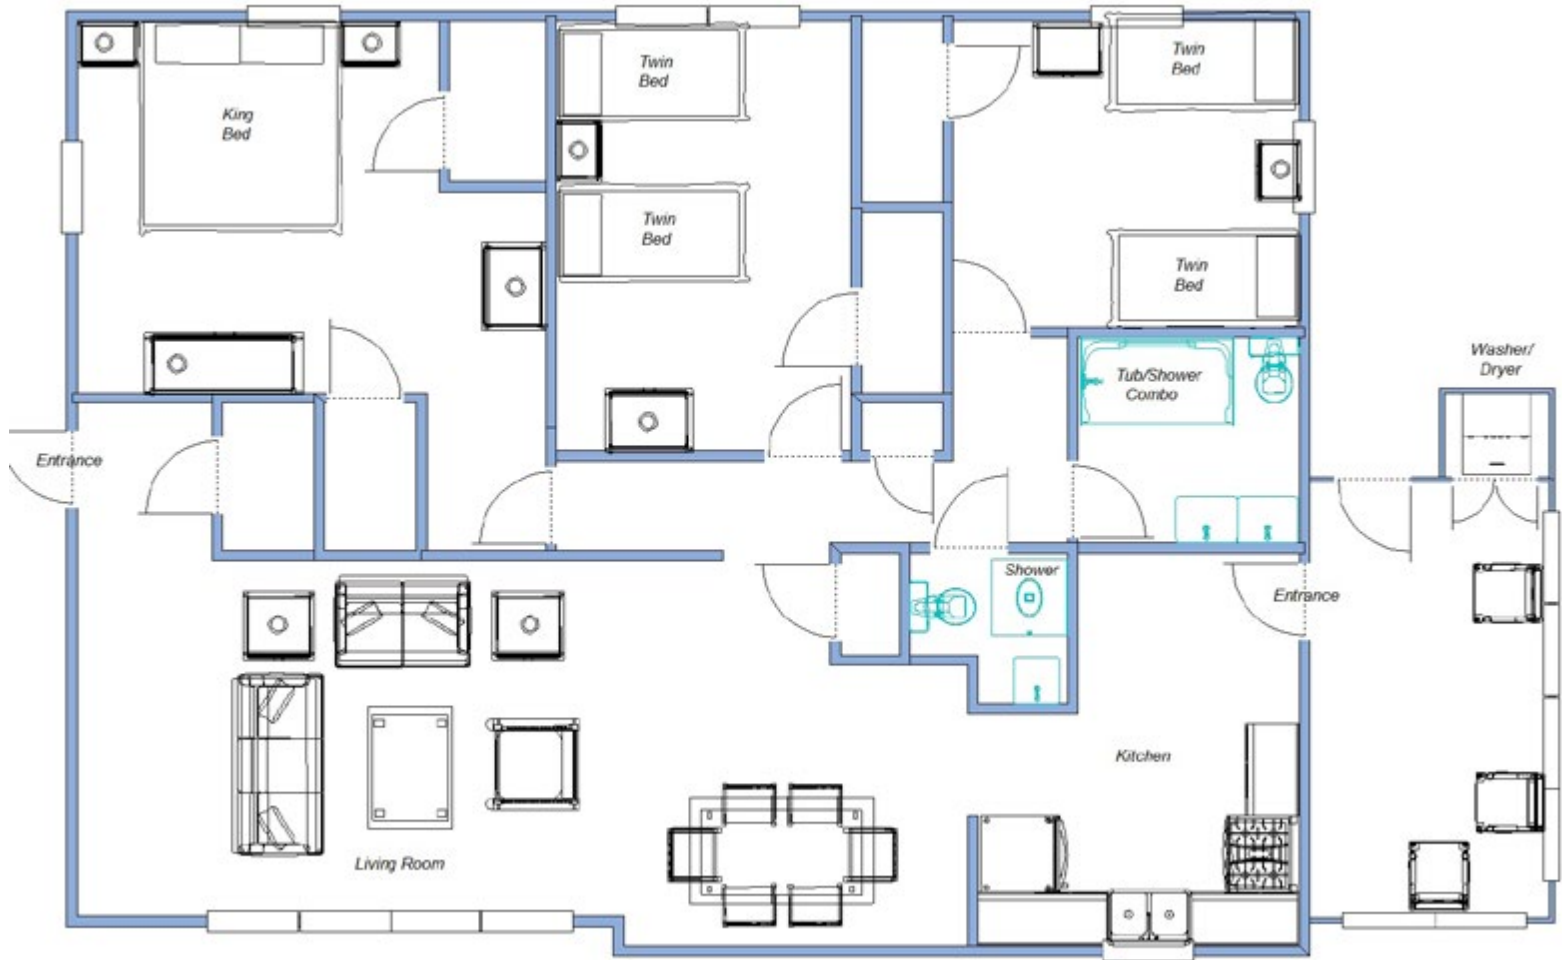 King
Bed
Twin
Bed
Twin
Bed
Twin
Bed
Twin
Bed
Tub/Shower
Combo
Washer/
Dryer
Entrance
Shower
Entrance
Kitchen
Living Room